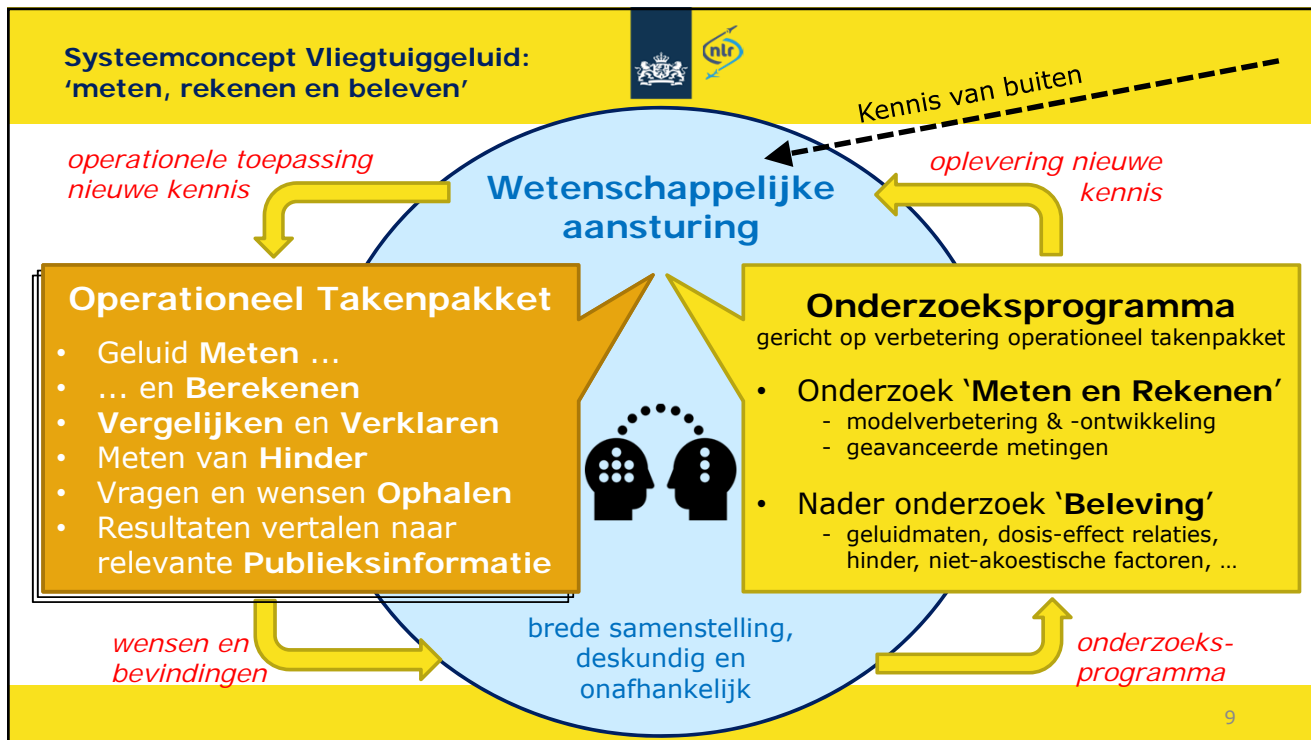 Systeemconcept Vliegtuiggeluid:
‘meten, rekenen en beleven’
nlr
Kennis van buiten
operationele toepassing
nieuwe kennis
Wetenschappelijke
aansturing
oplevering nieuwe
kennis
Operationeel Takenpakket
• Geluid Meten ...
• ... en Berekenen
• Vergelijken en Verklaren
• Meten van Hinder
• Vragen en wensen Ophalen
• Resultaten vertalen naar
relevante Publieksinformatie
Onderzoeksprogramma
gericht op verbetering operationeel takenpakket
• Onderzoek ‘Meten en Rekenen’
- modelverbetering & -ontwikkeling
- geavanceerde metingen
• Nader onderzoek ‘Beleving’
- geluidmaten, dosis-effect relaties,
hinder, niet-akoestische factoren, ...
wensen en
bevindingen
brede samenstelling,
deskundig en
onafhankelijk
onderzoeks-
programma
9